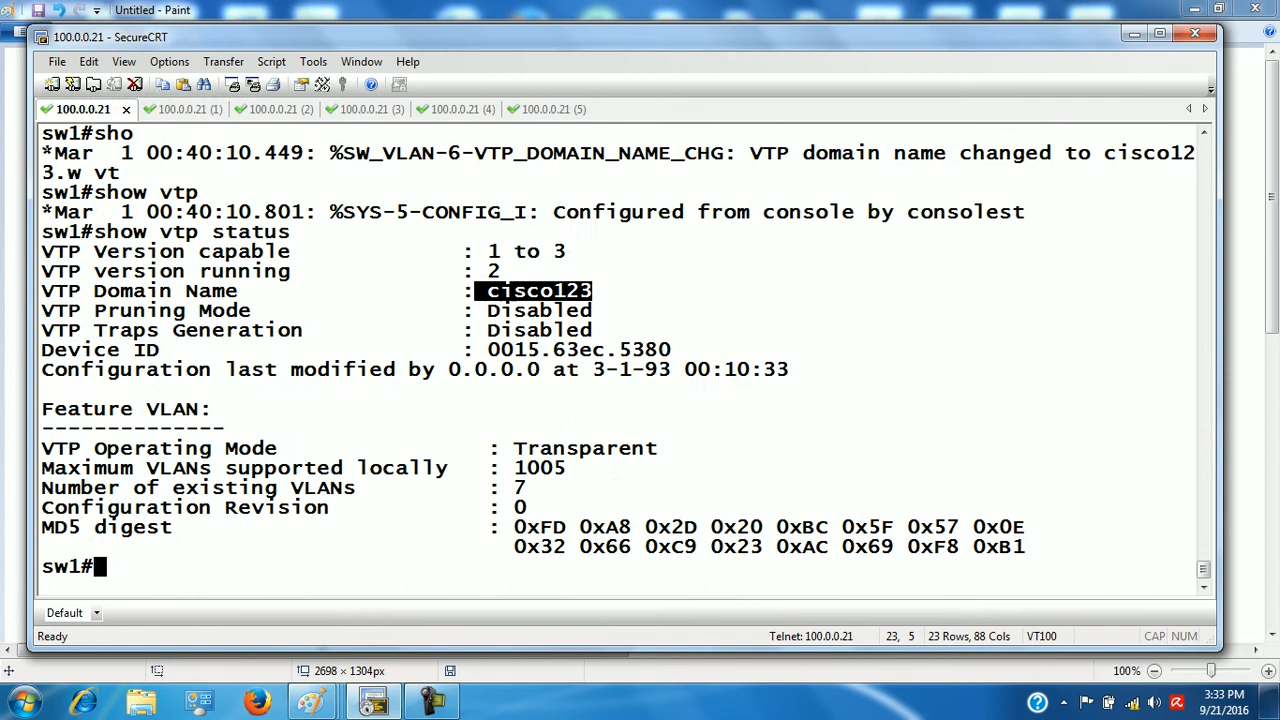 Untitled - Paint
100.0.0.21 - SecureCRT
File Edit View Options Transfer Script Tools Window Help
100.0.0.21 100.0.0.21 (1) 100.0.0.21 (2) 100.0.0.21 (3) 100.0.0.21 (4) 100.0.0.21 (5)
sw1#sho
*Mar  1 00:40:10.449: %SW_VLAN-6-VTP_DOMAIN_NAME_CHG: VTP domain name changed to cisco12
3.w vt
sw1#show vtp
*Mar  1 00:40:10.801: %SYS-5-CONFIG_I: Configured from console by consolest
sw1#show vtp status
VTP Version capable : 1 to 3
VTP version running : 2
VTP Domain Name : cisco123
VTP Pruning Mode : Disabled
VTP Traps Generation : Disabled
Device ID : 0015.63ec.5380
Configuration last modified by 0.0.0.0 at 3-1-93 00:10:33
Feature VLAN:
--------------
VTP Operating Mode : Transparent
Maximum VLANs supported locally : 1005
Number of existing VLANs : 7
Configuration Revision : 0
MD5 digest : 0xFD 0xA8 0x2D 0x20 0xBC 0x5F 0x57 0x0E
0x32 0x66 0xC9 0x23 0xAC 0x69 0xF8 0xB1
sw1#
Default
Ready Telnet: 100.0.0.21 23, 5 23 Rows, 88 Cols VT100 CAP NUM
2698 × 1304px 100%
3:33 PM
9/21/2016